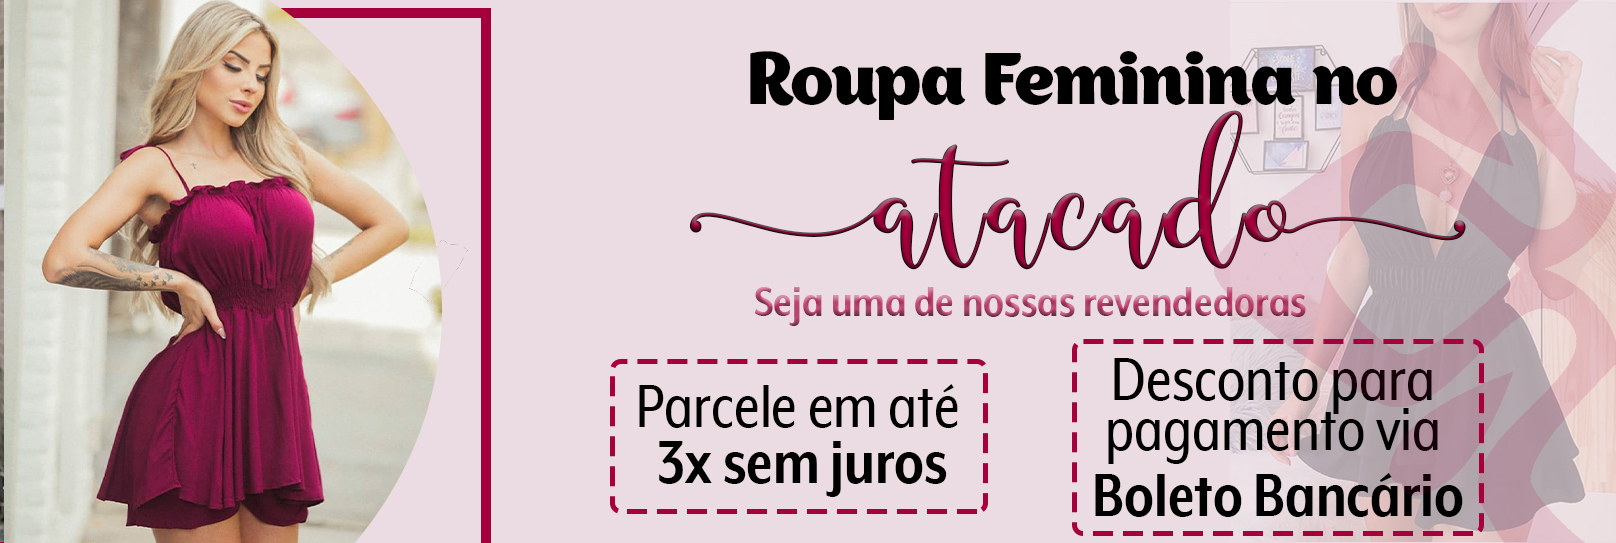 Roupa Feminina no
atacado
Seja uma de nossas revendedoras
Parcele em até
3x sem juros
Desconto para
pagamento via
Boleto Bancário